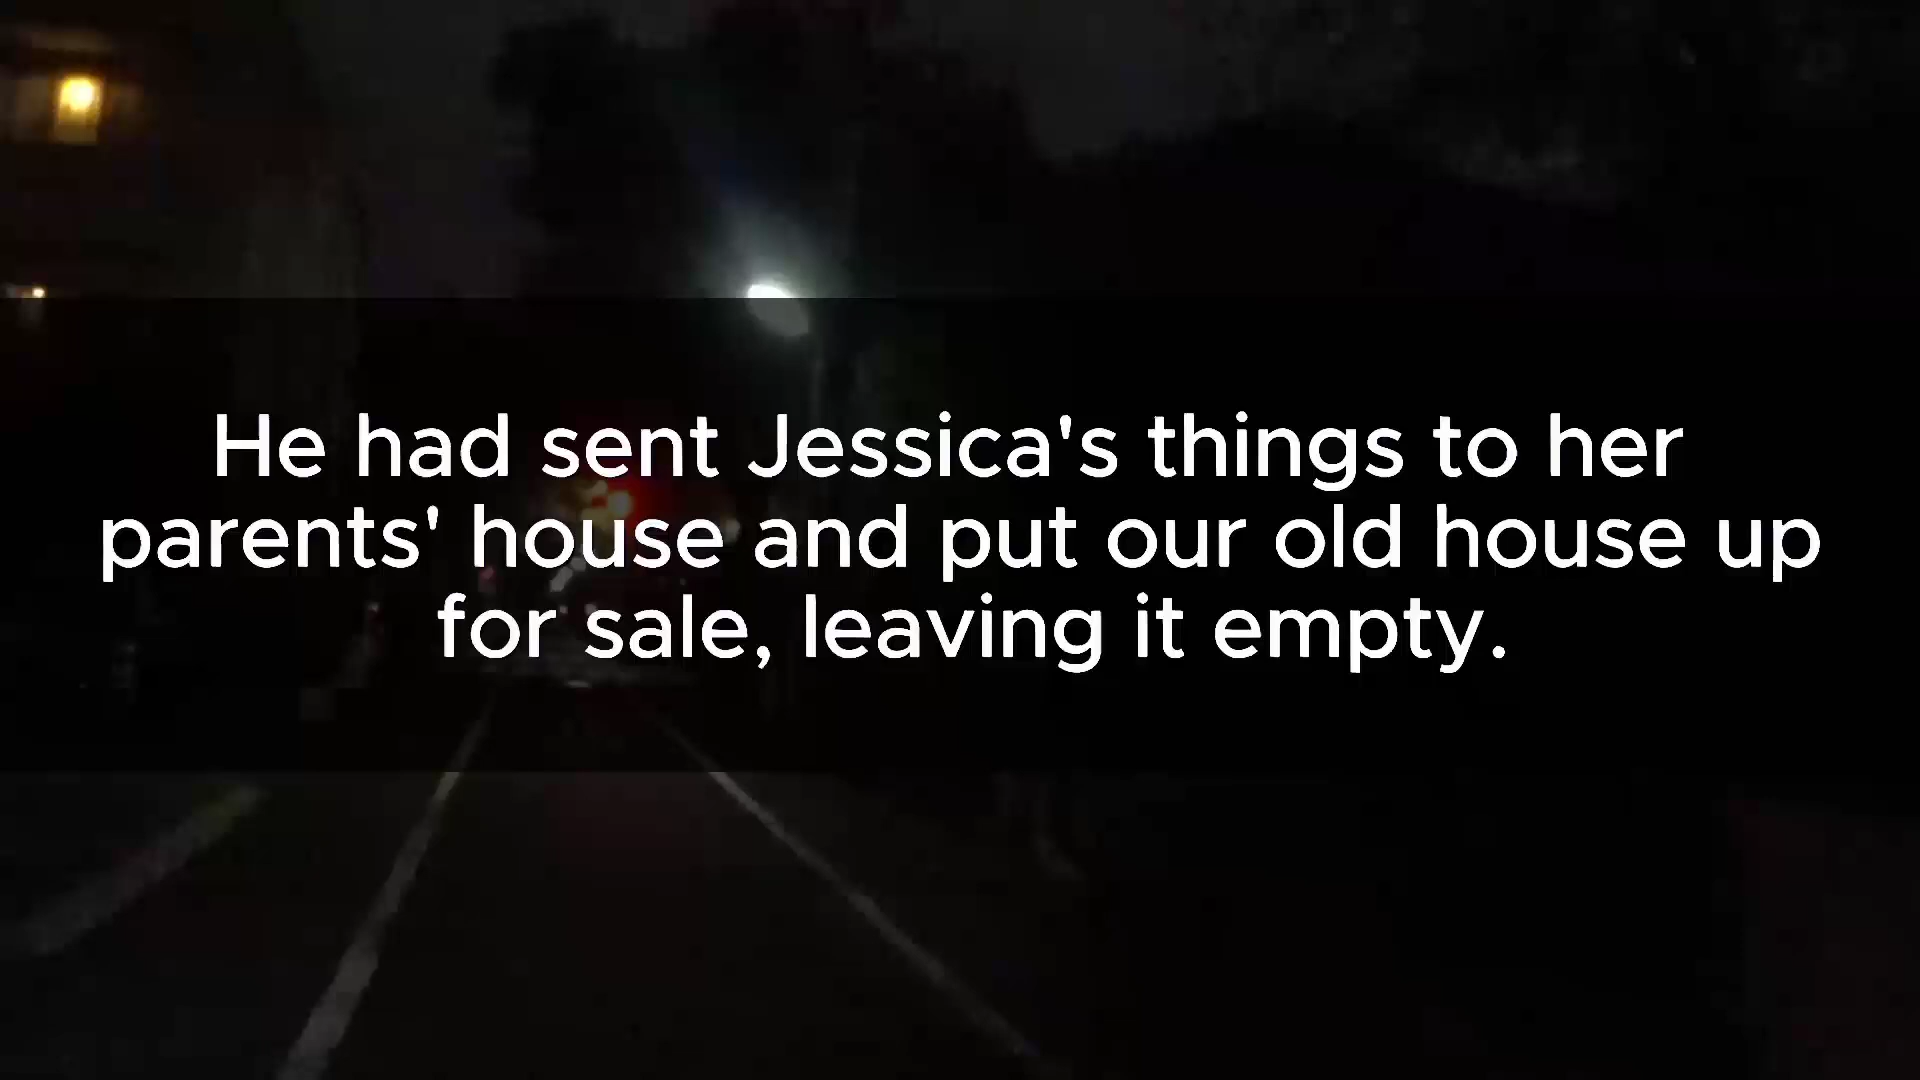 He had sent Jessica's things to her
parents' house and put our old house up
for sale, leaving it empty.